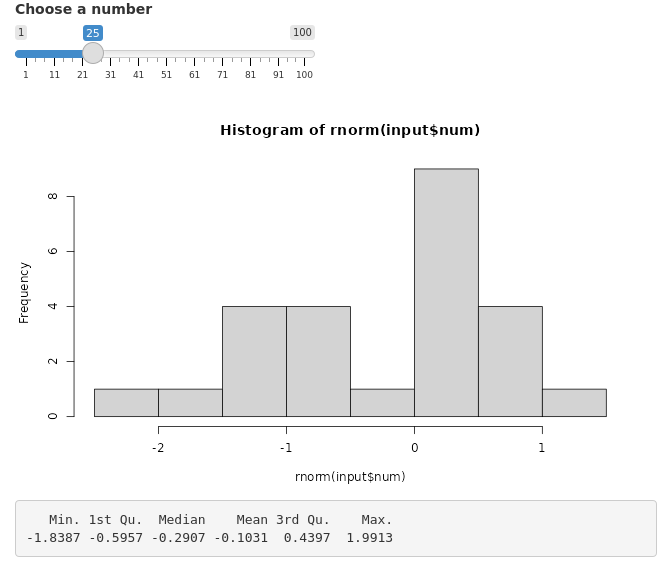 Choose a number
1 25 100
1 11 21 31 41 51 61 71 81 91 100
Histogram of rnorm(input$num)
8
6
4
2
0
Frequency
-2 -1 0 1
rnorm(input$num)
Min. 1st Qu. Median Mean 3rd Qu. Max.
-1.8387 -0.5957 -0.2907 -0.1031 0.4397 1.9913